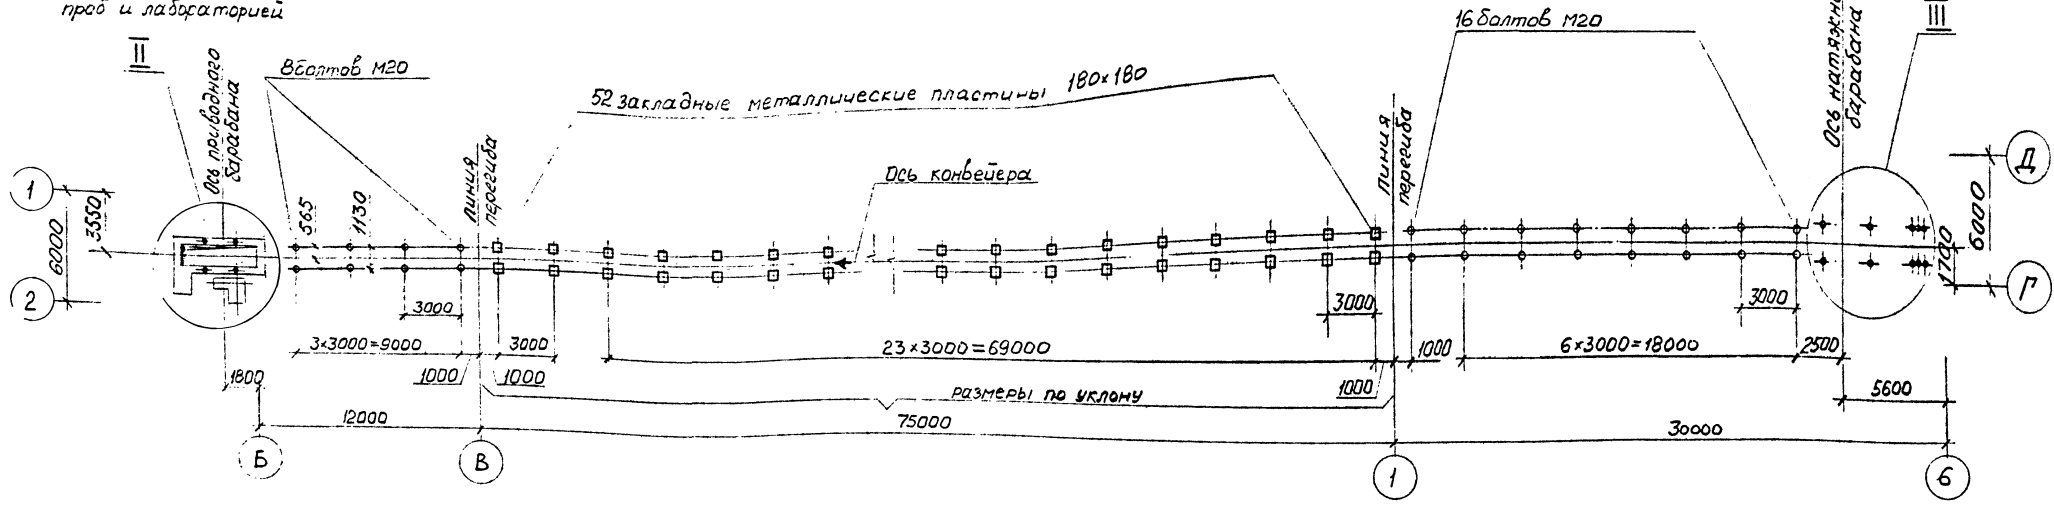 проб и лабораторией
II
Ось приводного
барабана
8 болтов М20
52 закладные металлические пластины 180×180
16 болтов М20
Ось натяжн
барабана
III
линия
перегиба
Ось конвейера
линия
перегиба
1
2
6000
3550
565
1130
Д
Г
6000
1700
3000
3×3000=9000
1000
3000
1000
23×3000=69000
3000
1000
1000
6×3000=18000
3000
2500
5600
1800
размеры по уклону
12000
75000
30000
Б
В
1
6